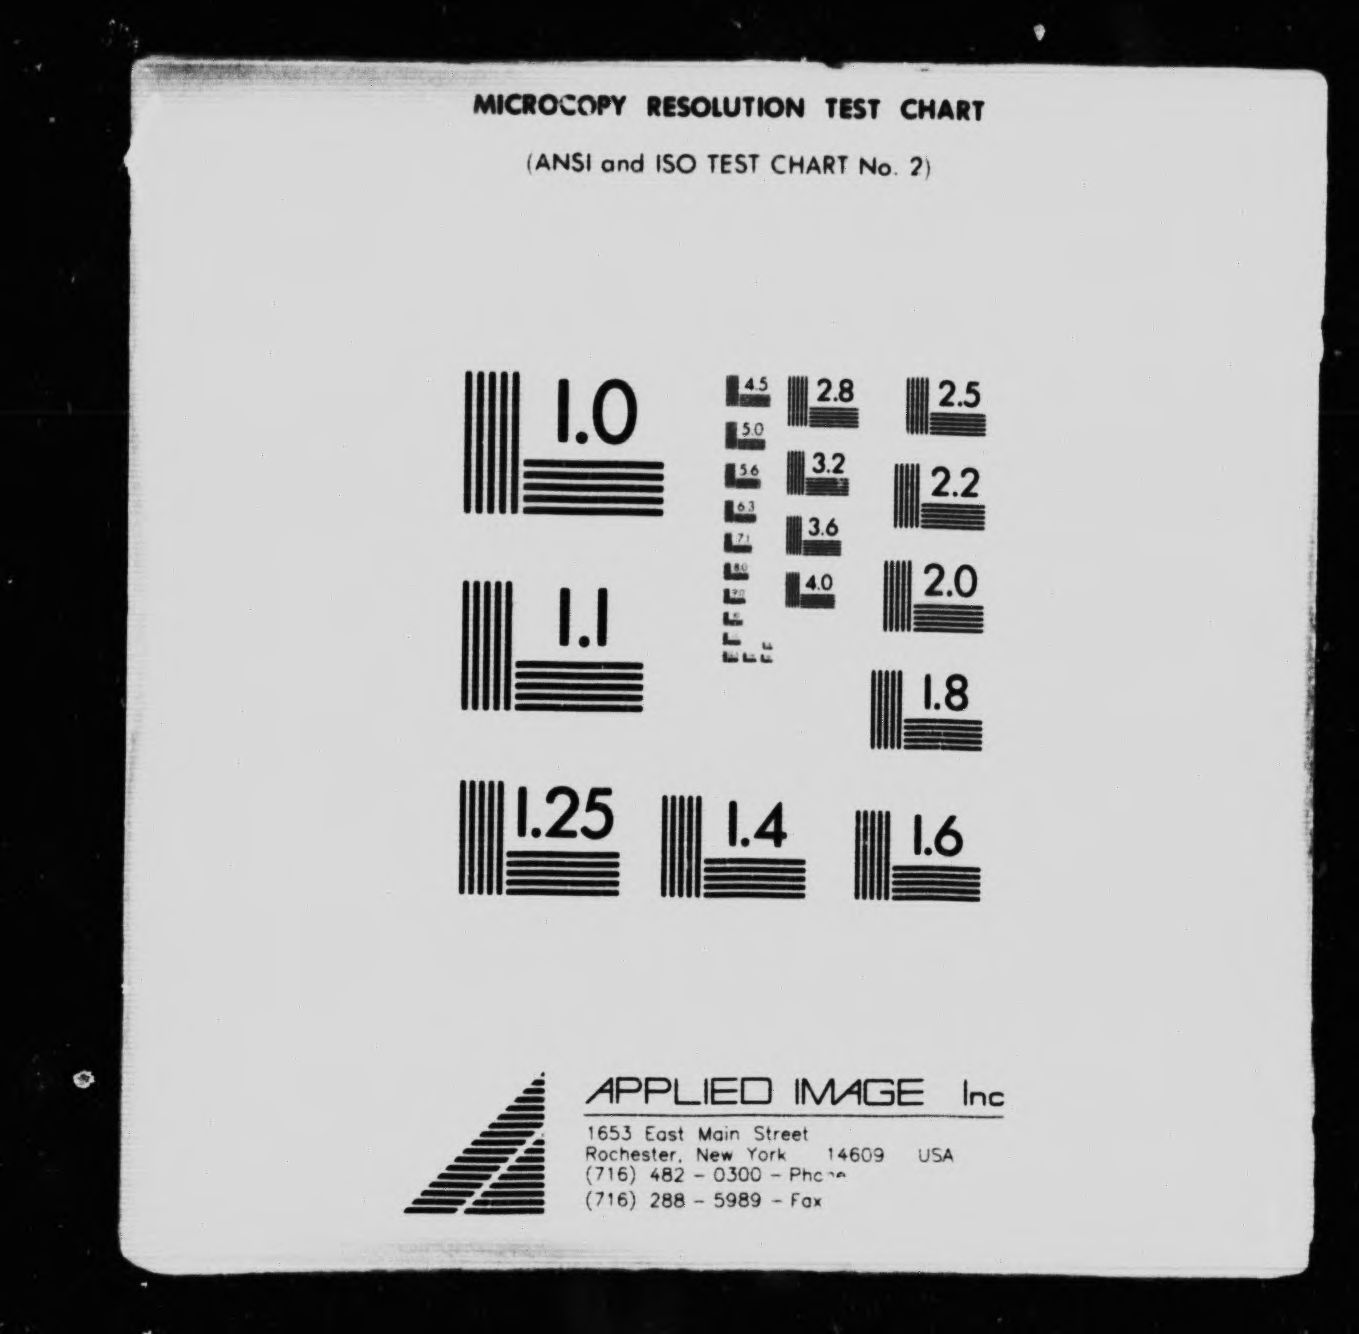 MICROCOPY RESOLUTION TEST CHART
(ANSI and ISO TEST CHART No. 2)
1.0
1.1
1.25
1.4
1.6
1.8
2.0
2.2
2.5
2.8
3.2
3.6
4.0
4.5
5.0
5.6
6.3
7.1
8.0
9.0
APPLIED IMAGE Inc
1653 East Main Street
Rochester, New York 14609 USA
(716) 482 - 0300 - Phone
(716) 288 - 5989 - Fax